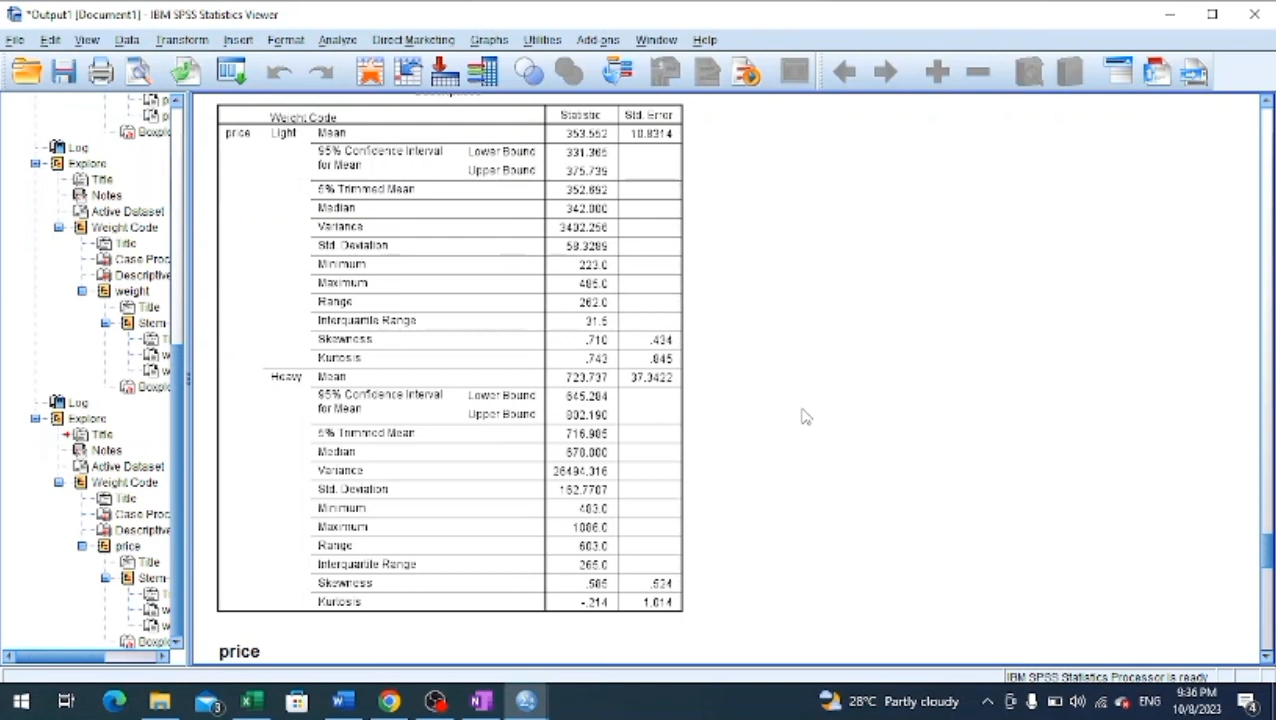 *Output1 [Document1] - IBM SPSS Statistics Viewer
File Edit View Data Transform Insert Format Analyze Direct Marketing Graphs Utilities Add-ons Window Help
Log
Explore
Title
Notes
Active Dataset
Weight Code
Title
Case Proc
Descriptive
weight
Title
Stem
Boxpl
Log
Explore
Title
Notes
Active Dataset
Weight Code
Title
Case Proc
Descriptive
price
Title
Stem
Weight Code Statistic Std. Error
price Light Mean 353.552 10.8314
95% Confidence Interval for Mean Lower Bound 331.365
Upper Bound 375.739
5% Trimmed Mean 352.692
Median 342.000
Variance 3402.256
Std. Deviation 58.3289
Minimum 223.0
Maximum 485.0
Range 262.0
Interquartile Range 31.5
Skewness .710 .434
Kurtosis .743 .845
Heavy Mean 723.737 37.3422
95% Confidence Interval for Mean Lower Bound 645.284
Upper Bound 802.190
5% Trimmed Mean 716.985
Median 670.000
Variance 26494.316
Std. Deviation 162.7707
Minimum 483.0
Maximum 1086.0
Range 603.0
Interquartile Range 265.0
Skewness .585 .524
Kurtosis -.214 1.014
price
IBM SPSS Statistics Processor is ready
28°C Partly cloudy ENG 9:36 PM
10/8/2023